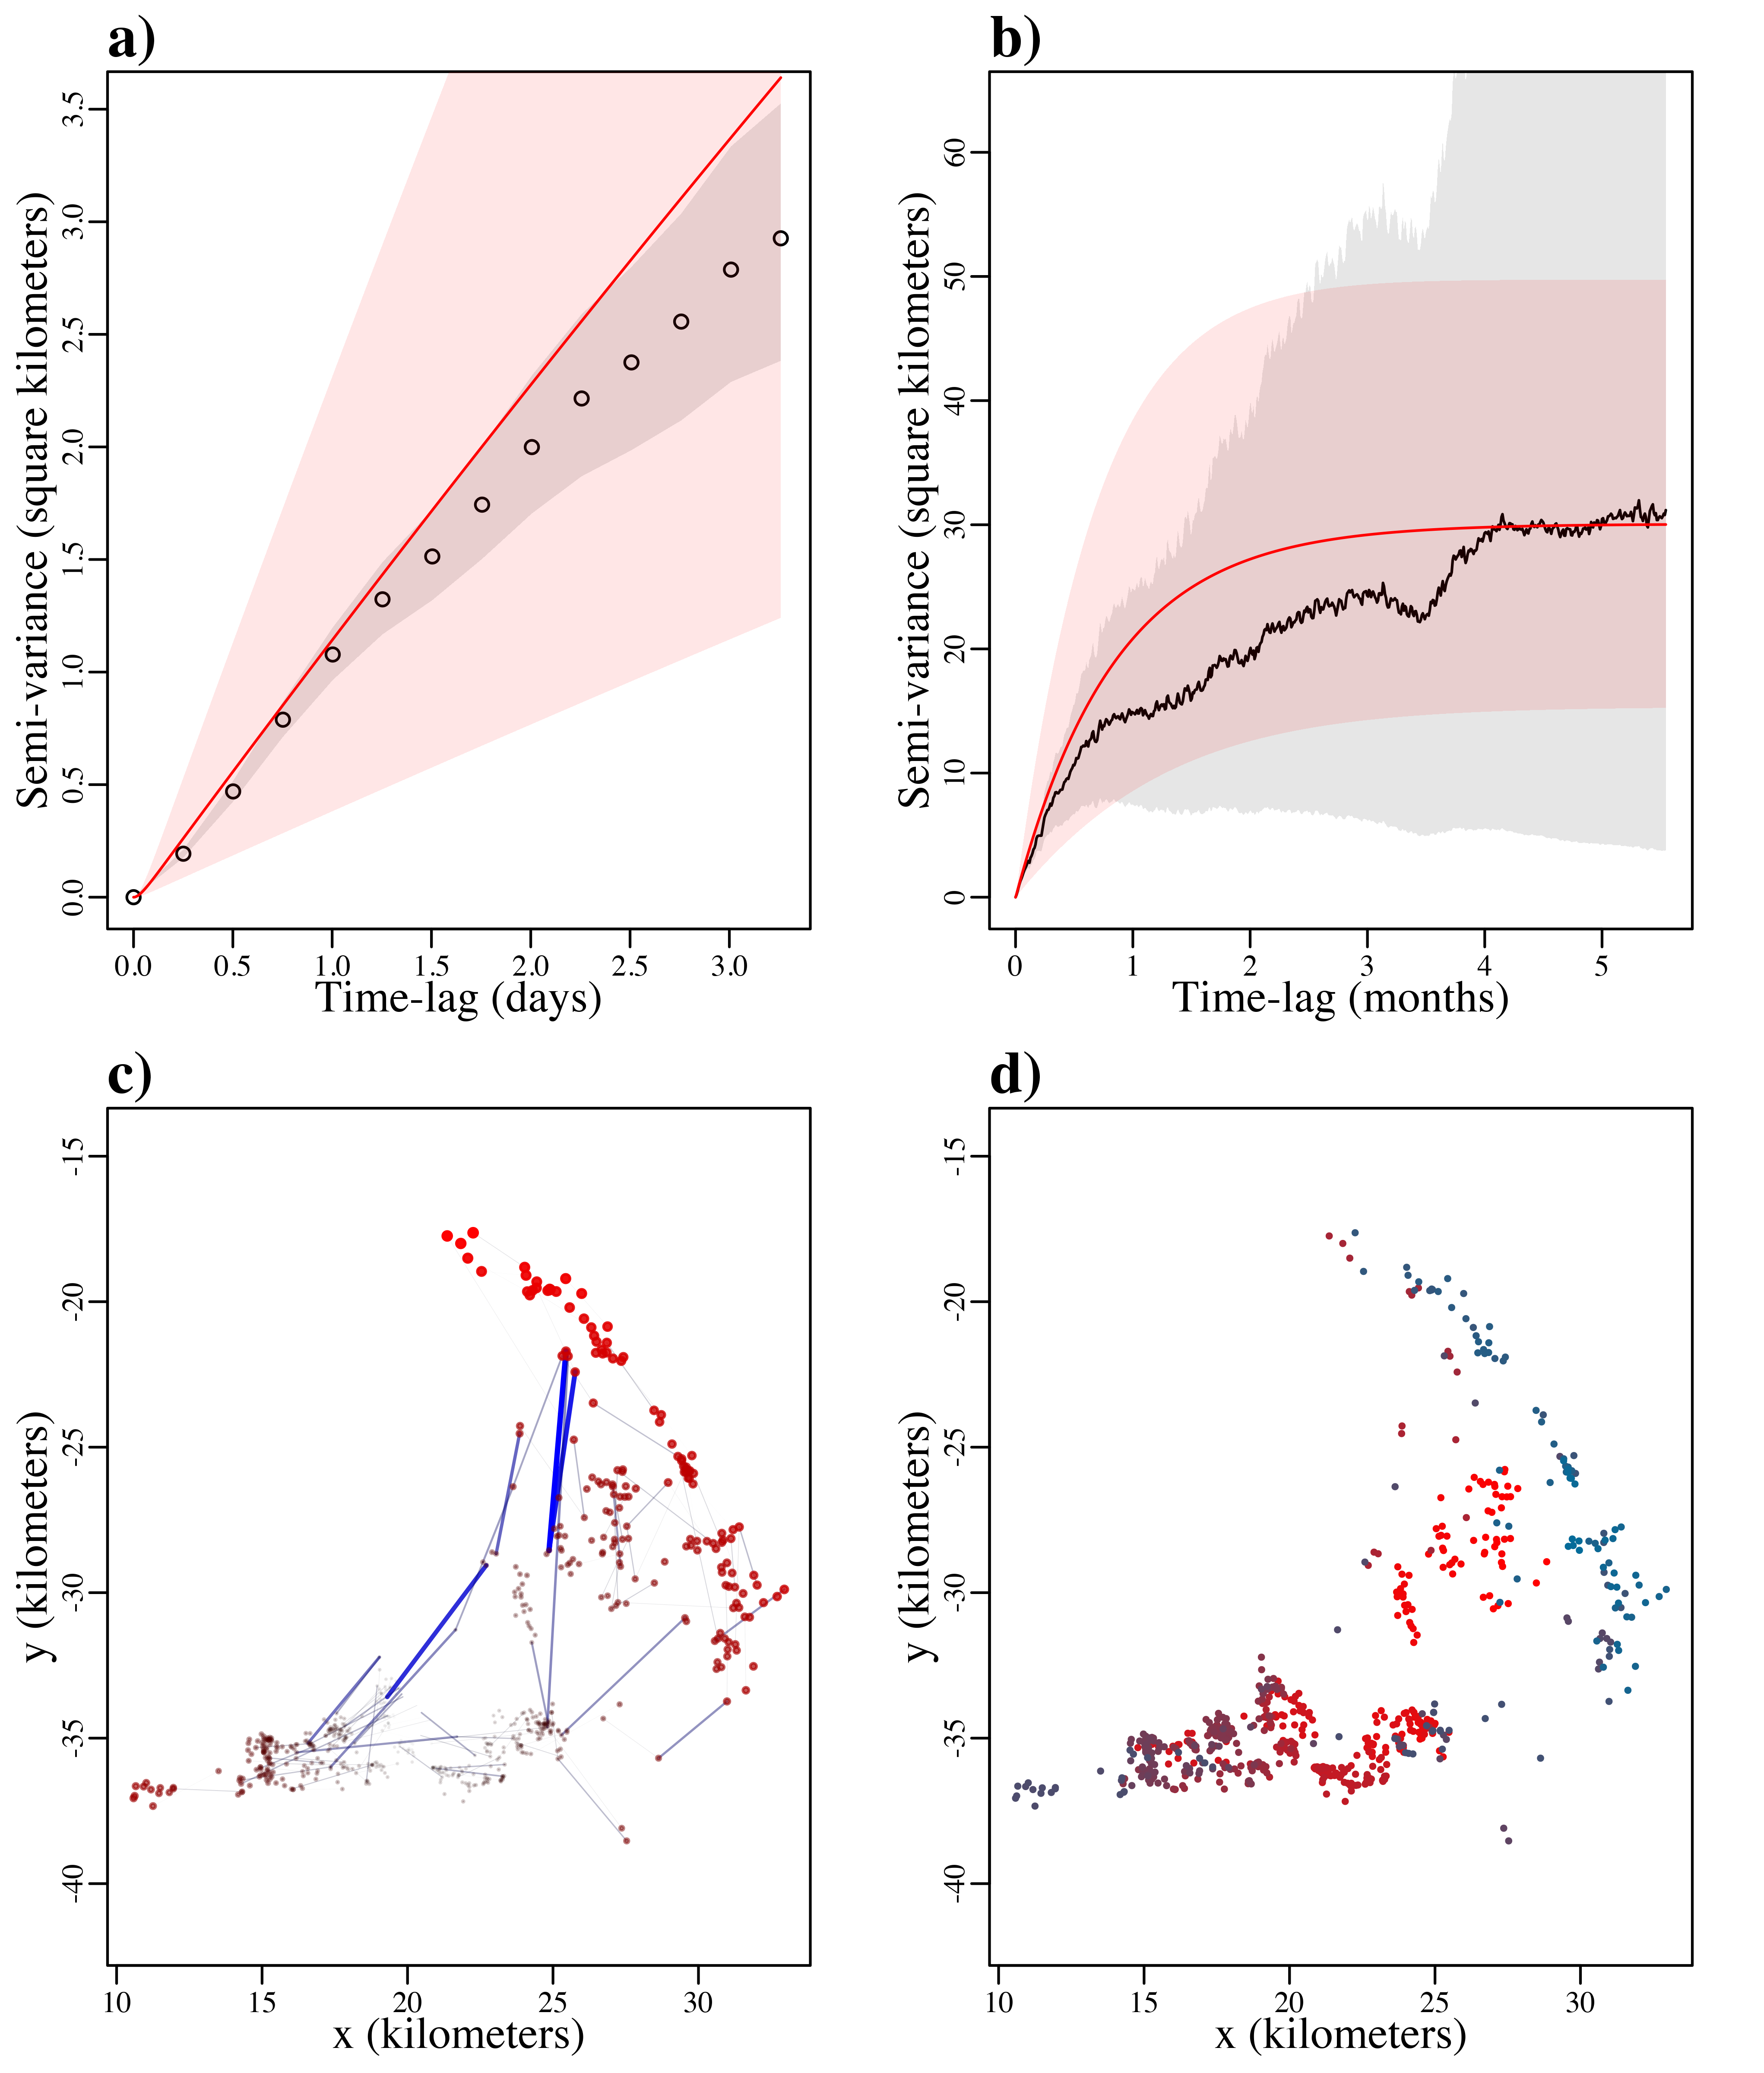 a)
Semi-variance (square kilometers)
3.5
3.0
2.5
2.0
1.5
1.0
0.5
0.0
0.0 0.5 1.0 1.5 2.0 2.5 3.0
Time-lag (days)
b)
Semi-variance (square kilometers)
60
50
40
30
20
10
0
0 1 2 3 4 5
Time-lag (months)
c)
y (kilometers)
-15
-20
-25
-30
-35
-40
10 15 20 25 30
x (kilometers)
d)
y (kilometers)
-15
-20
-25
-30
-35
-40
10 15 20 25 30
x (kilometers)